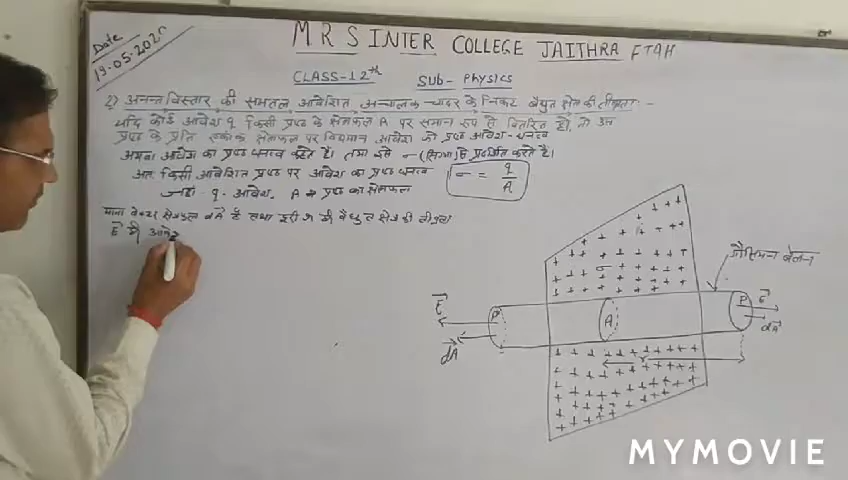 Date
19-05-2020
M R S INTER COLLEGE JAITHRA ETAH
CLASS-12th SUB- Physics
2) अनन्त विस्तार की समतल आवेशित अचालक चादर के निकट वैद्युत क्षेत्र की तीव्रता :-
यदि कोई आवेश q किसी पृष्ठ के क्षेत्रफल A पर समान रूप से वितरित हो, तो उस
पृष्ठ के प्रति एकांक क्षेत्रफल पर विद्यमान आवेश को पृष्ठ आवेश-घनत्व
अथवा आवेश का पृष्ठ घनत्व कहते हैं। तथा इसे σ (सिग्मा) से प्रदर्शित करते हैं।
अतः किसी आवेशित पृष्ठ पर आवेश का पृष्ठ घनत्व σ = q/A
जहाँ q = आवेश, A = पृष्ठ का क्षेत्रफल
माना वेक्टर क्षेत्रफल dA है तथा वैद्युत क्षेत्र की तीव्रता
E की
गौसियन बेलन
E P A P E
dA dA
r
MYMOVIE